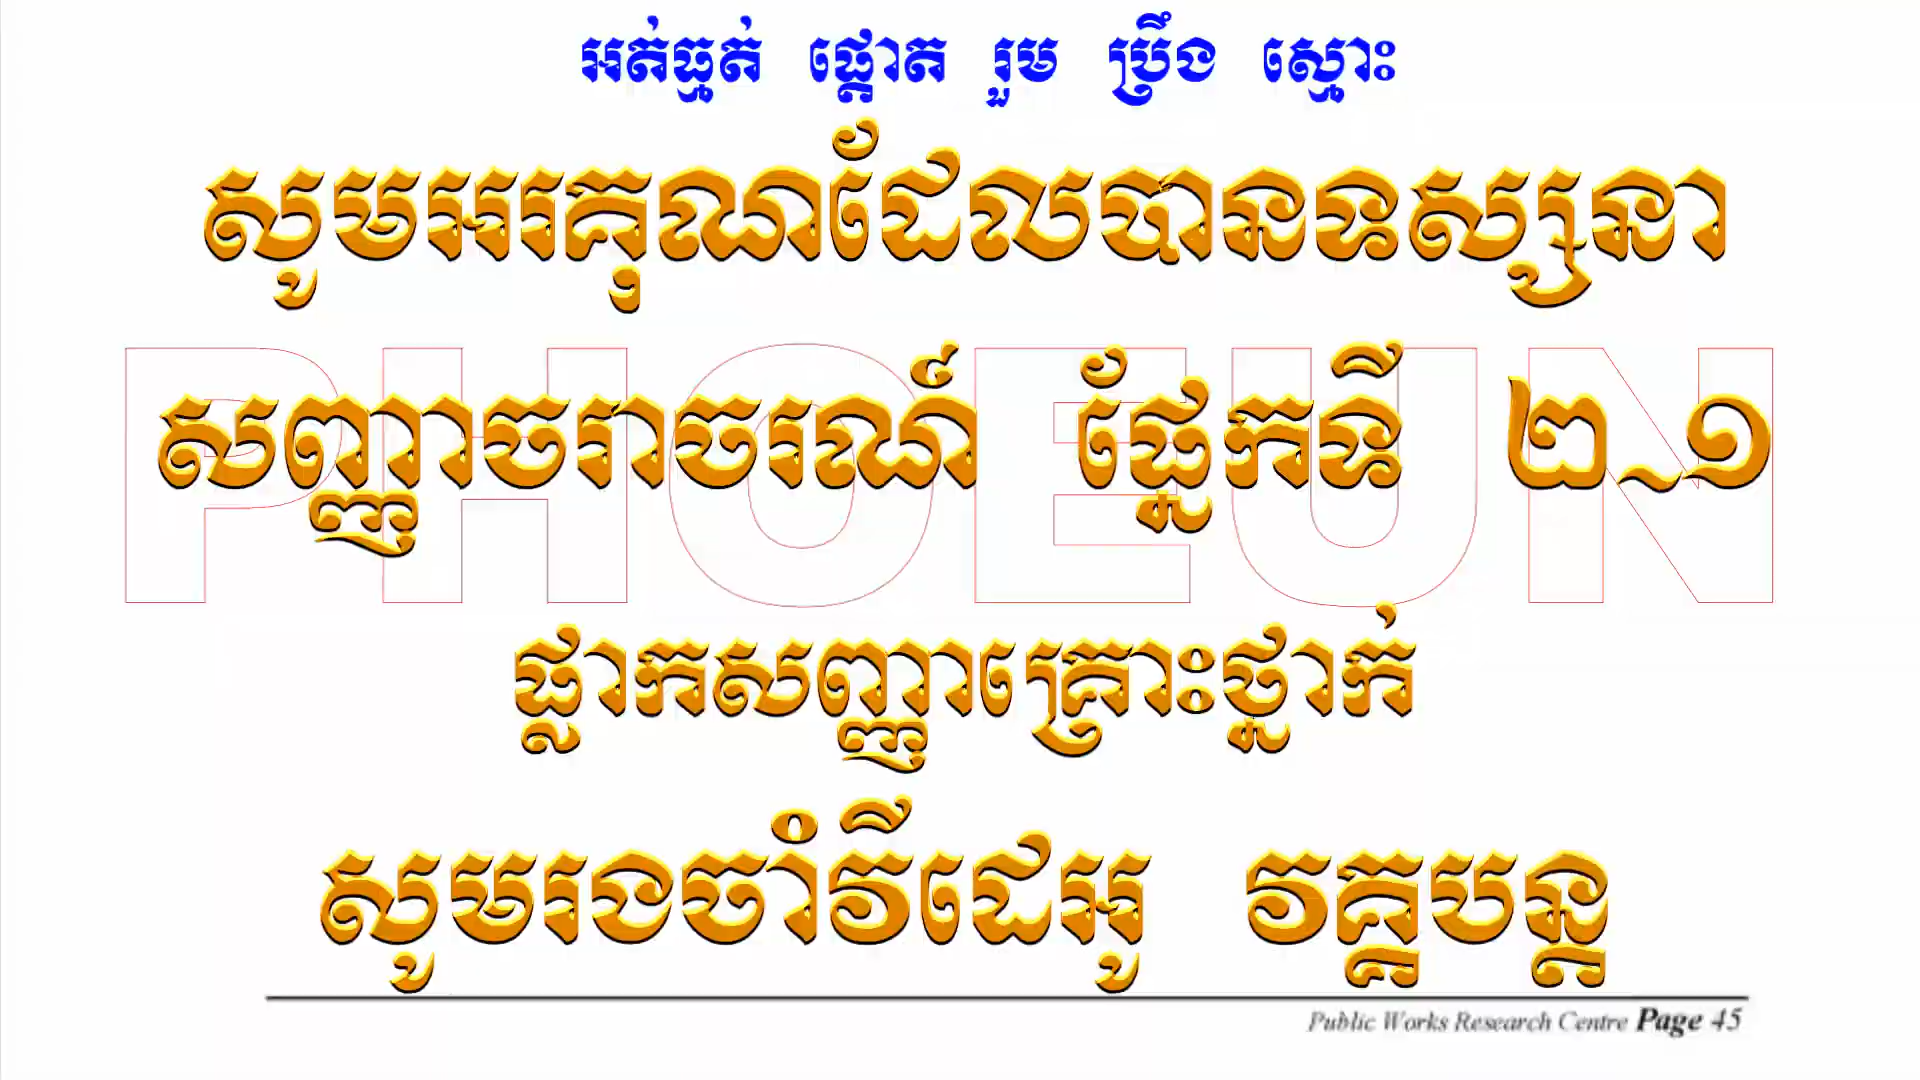 អត់ធ្មត់ ផ្ដោត រួម ប្រឹង ស្មោះ
សូមអរគុណដែលបានទស្សនា
PHOEUN
សញ្ញាចរាចរណ៍ ផ្នែកទី ២~១
ផ្លាកសញ្ញាគ្រោះថ្នាក់
សូមរងចាំវីដេអូ វគ្គបន្ត
Public Works Research Centre Page 45